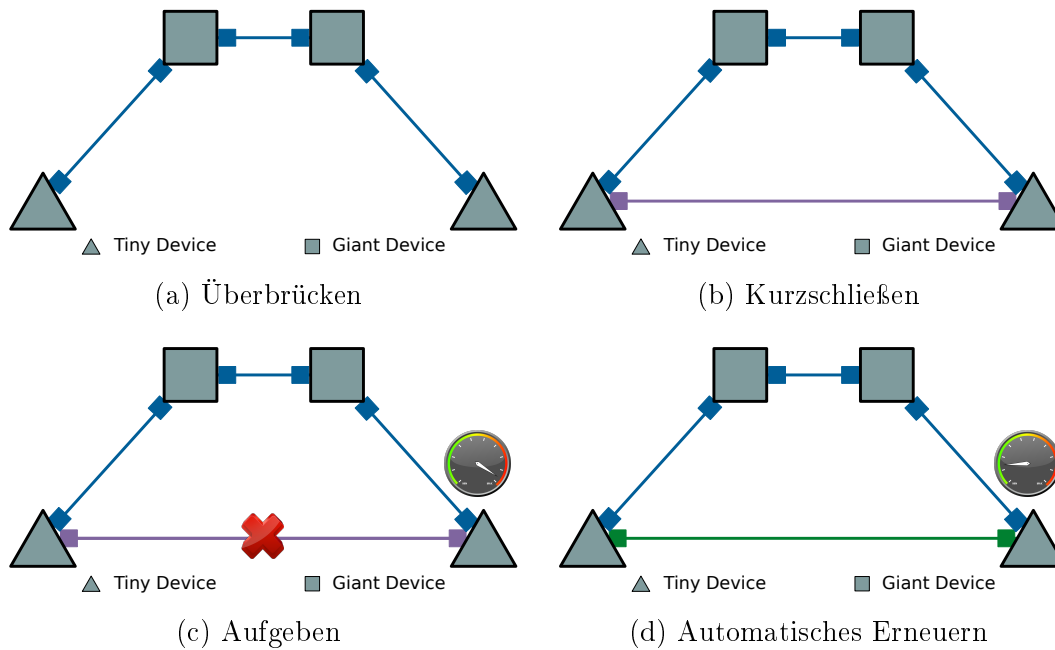 Tiny Device
Giant Device
Tiny Device
Giant Device
(a) Überbrücken
(b) Kurzschließen
Tiny Device
Giant Device
Tiny Device
Giant Device
(c) Aufgeben
(d) Automatisches Erneuern